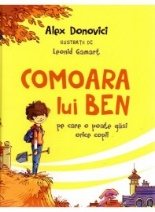 Alex Donovici
ILUSTRAȚII DE
Leonid Gamarț
COMOARA
lui BEN
pe care o poate găsi
orice copil